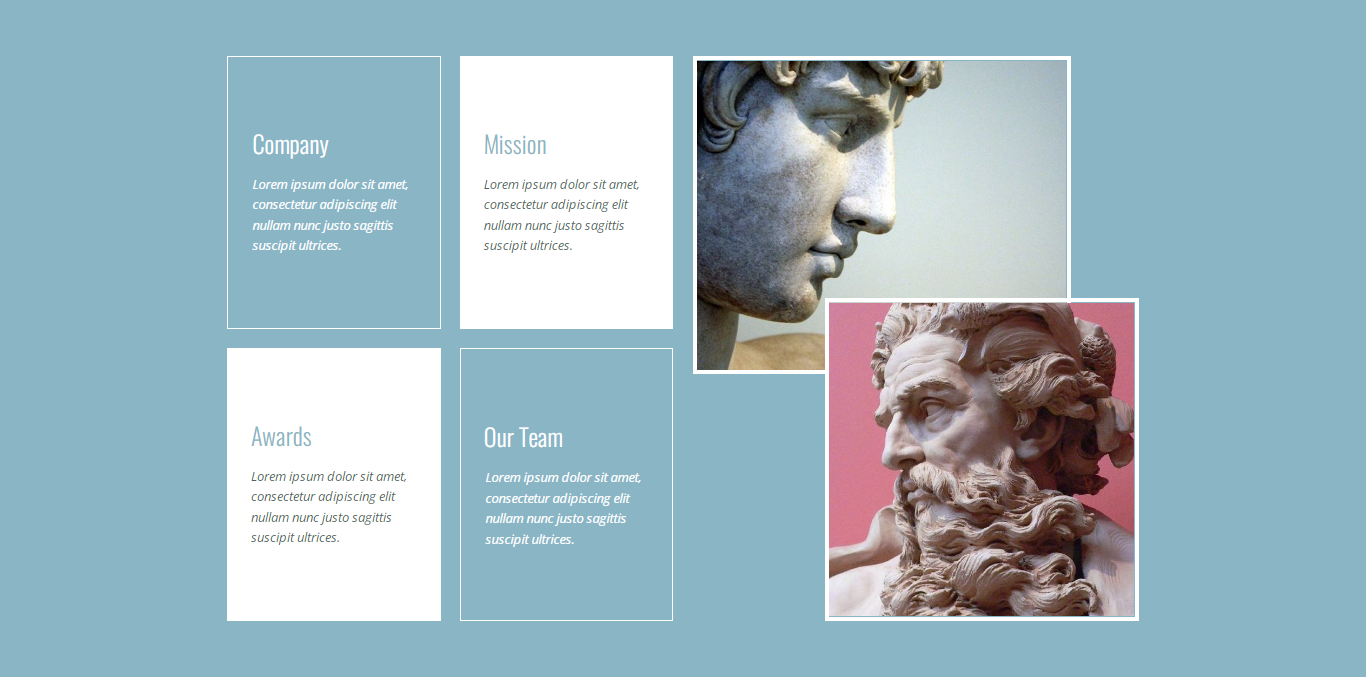 Company
Lorem ipsum dolor sit amet,
consectetur adipiscing elit
nullam nunc justo sagittis
suscipit ultrices.
Mission
Lorem ipsum dolor sit amet,
consectetur adipiscing elit
nullam nunc justo sagittis
suscipit ultrices.
Awards
Lorem ipsum dolor sit amet,
consectetur adipiscing elit
nullam nunc justo sagittis
suscipit ultrices.
Our Team
Lorem ipsum dolor sit amet,
consectetur adipiscing elit
nullam nunc justo sagittis
suscipit ultrices.